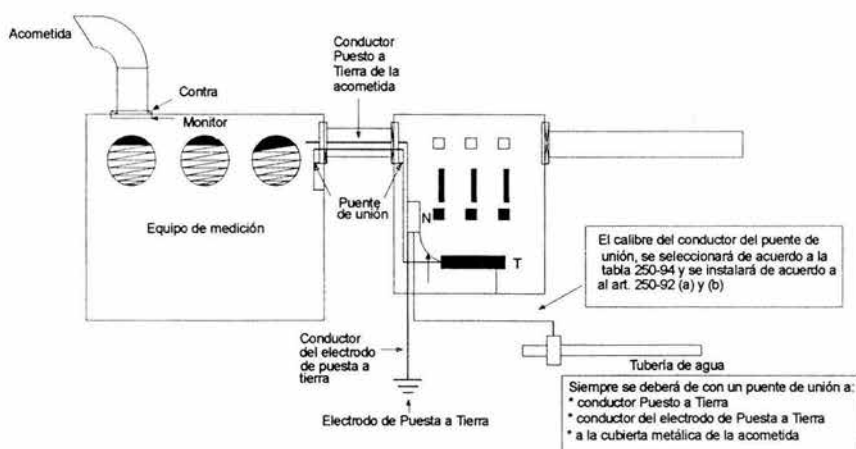 Acometida
Conductor
Puesto a
Tierra de la
acometida
Contra
Monitor
Puente
de unión
N
Equipo de medición
T
El calibre del conductor del puente de
unión, se seleccionará de acuerdo a la
tabla 250-94 y se instalará de acuerdo a
al art. 250-92 (a) y (b)
Conductor
del electrodo
de puesta a
tierra
Tubería de agua
Electrodo de Puesta a Tierra
Siempre se deberá de con un puente de unión a:
* conductor Puesto a Tierra
* conductor del electrodo de Puesta a Tierra
* a la cubierta metálica de la acometida